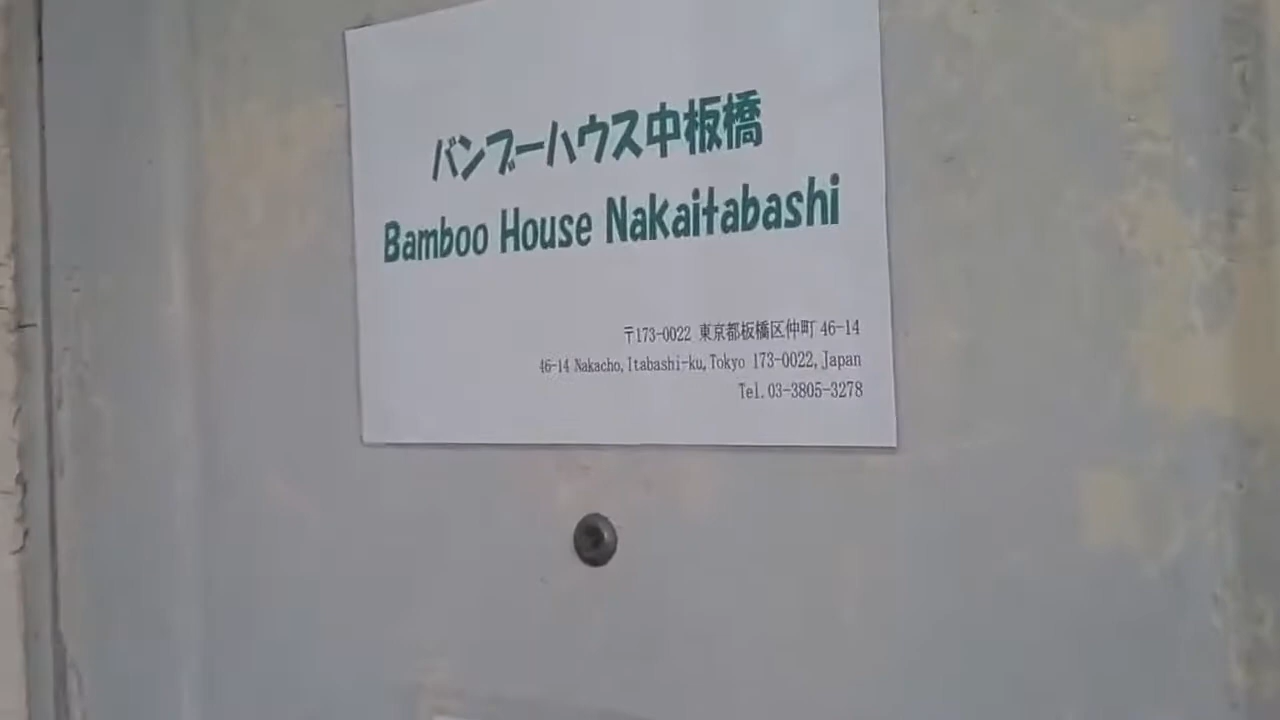 バンブーハウス中板橋
Bamboo House Nakaitabashi
〒173-0022 東京都板橋区仲町 46-14
46-14 Nakacho, Itabashi-ku, Tokyo 173-0022, Japan
Tel. 03-3805-3278